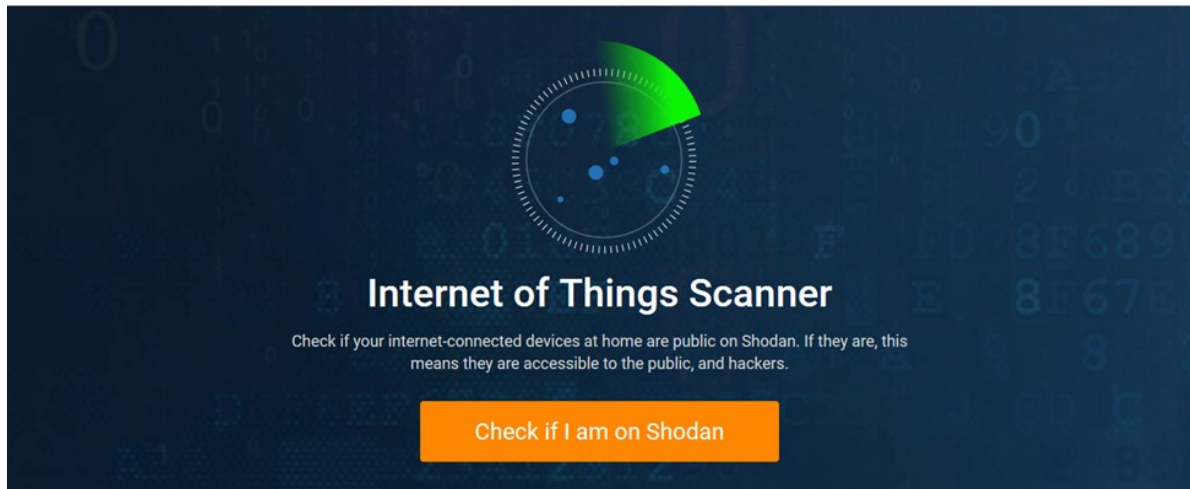 Internet of Things Scanner
Check if your internet-connected devices at home are public on Shodan. If they are, this
means they are accessible to the public, and hackers.
Check if I am on Shodan